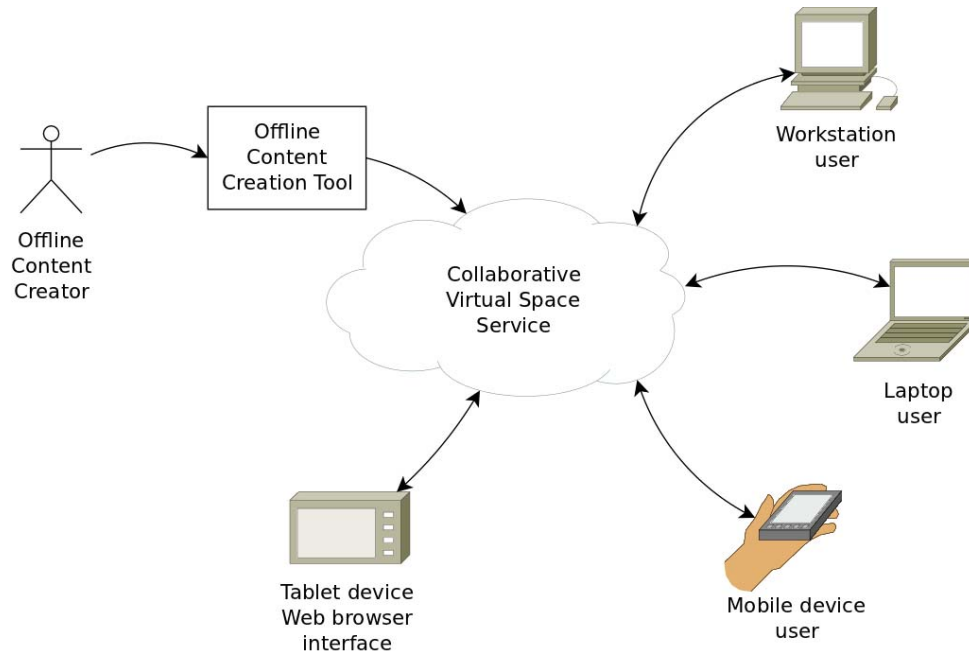 Offline
Content
Creation Tool
Workstation
user
Offline
Content
Creator
Collaborative
Virtual Space
Service
Laptop
user
Tablet device
Web browser
interface
Mobile device
user